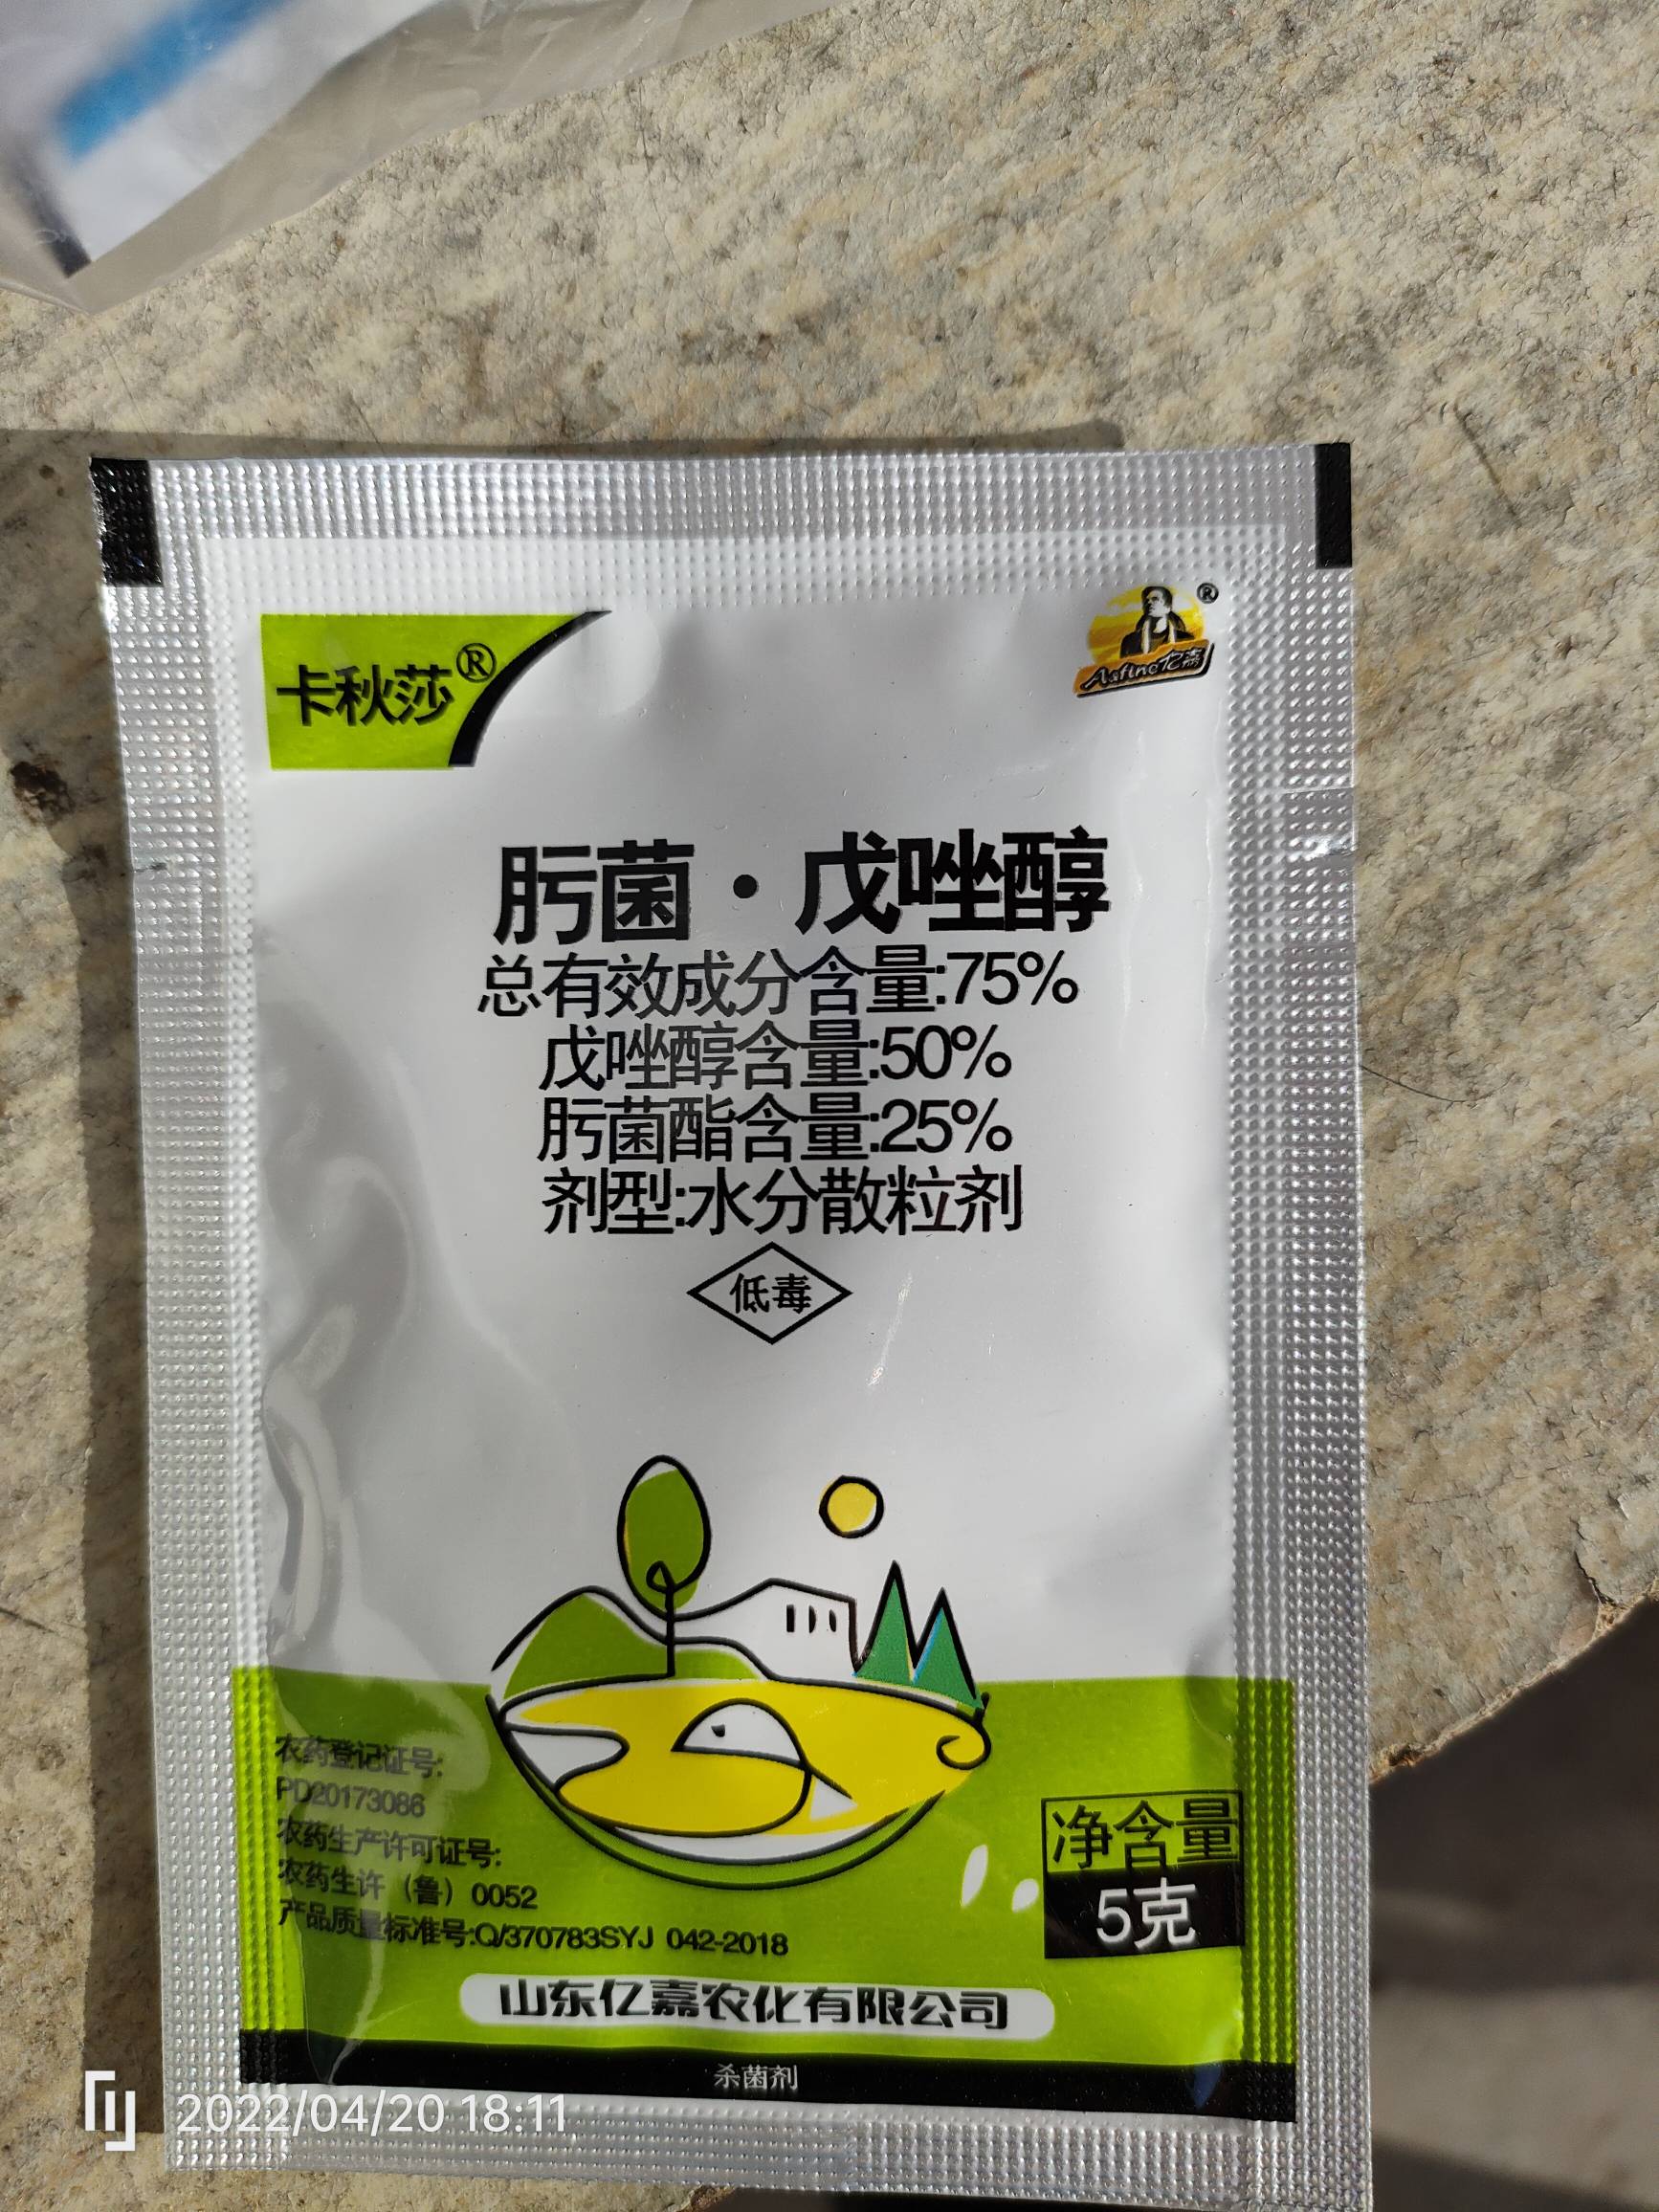 卡秋莎®
®
Asfine亿嘉
肟菌·戊唑醇
总有效成分含量:75%
戊唑醇含量:50%
肟菌酯含量:25%
剂型:水分散粒剂
低毒
农药登记证号:
PD20173086
农药生产许可证号:
农药生许（鲁）0052
产品质量标准号:Q/370783SYJ 042-2018
净含量
5克
山东亿嘉农化有限公司
杀菌剂
2022/04/20 18:11